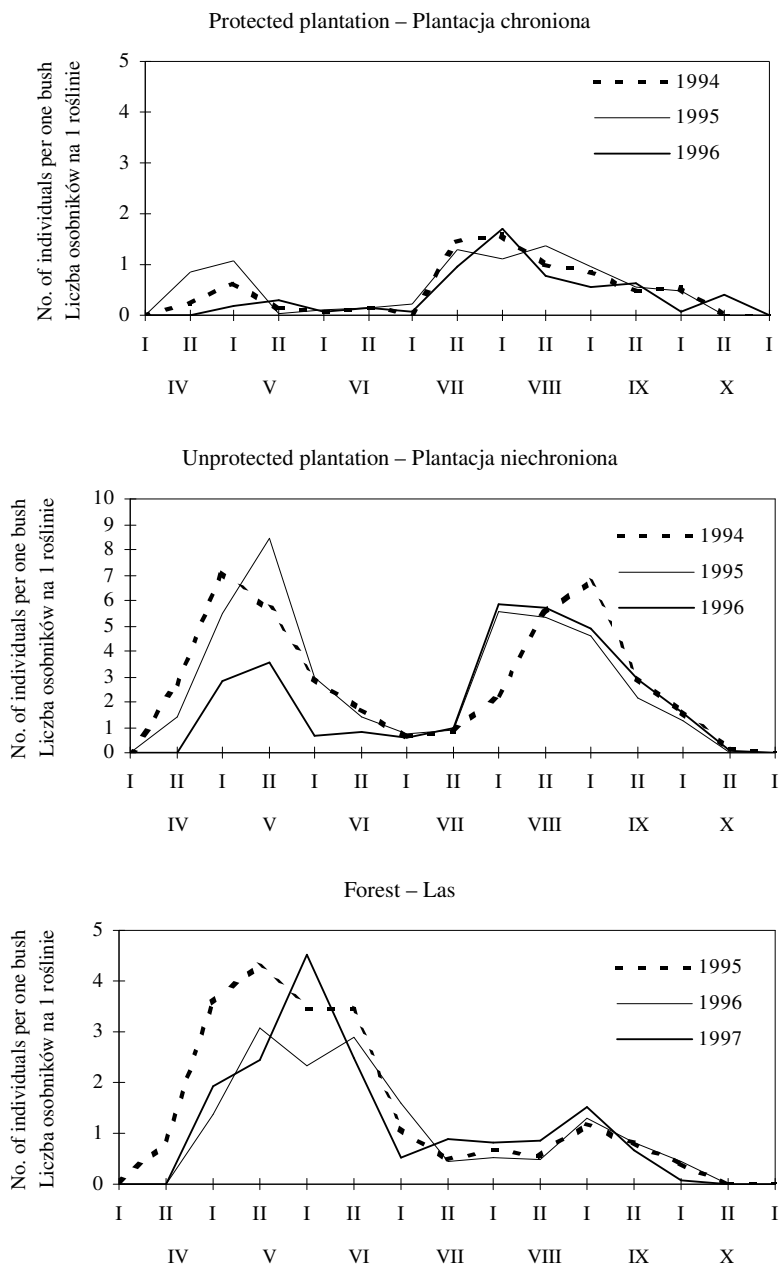 Protected plantation – Plantacja chroniona
No. of individuals per one bush
Liczba osobników na 1 roślinie
5
4
3
2
1
0
1994
1995
1996
I II I II I II I II I II I II I II I
IV V VI VII VIII IX X
Unprotected plantation – Plantacja niechroniona
No. of individuals per one bush
Liczba osobników na 1 roślinie
10
9
8
7
6
5
4
3
2
1
0
1994
1995
1996
I II I II I II I II I II I II I II I
IV V VI VII VIII IX X
Forest – Las
No. of individuals per one bush
Liczba osobników na 1 roślinie
5
4
3
2
1
0
1995
1996
1997
I II I II I II I II I II I II I II I
IV V VI VII VIII IX X